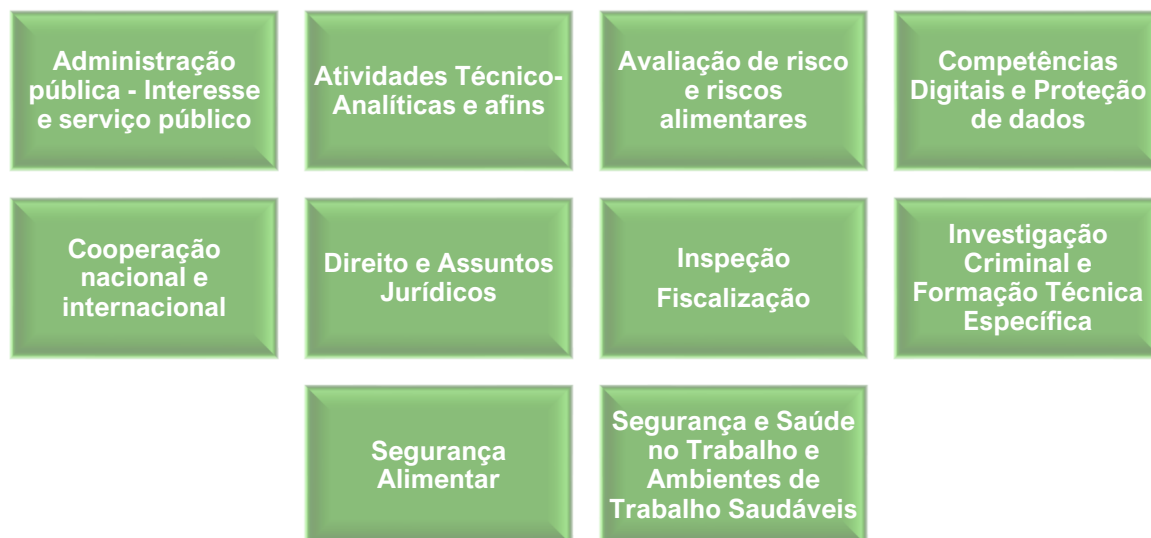 Administração
pública - Interesse
e serviço público
Atividades Técnico-
Analíticas e afins
Avaliação de risco
e riscos
alimentares
Competências
Digitais e Proteção
de dados
Cooperação
nacional e
internacional
Direito e Assuntos
Jurídicos
Inspeção
Fiscalização
Investigação
Criminal e
Formação Técnica
Específica
Segurança
Alimentar
Segurança e Saúde
no Trabalho e
Ambientes de
Trabalho Saudáveis